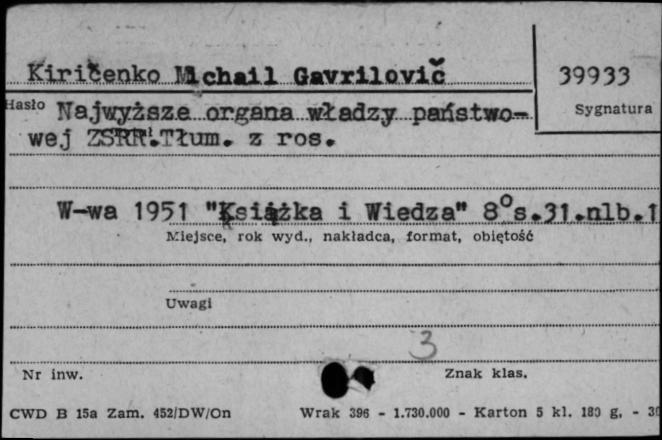 Kiričenko Michail Gavrilovič
39933
Hasło
Sygnatura
Najwyższe organa władzy państwo-
wej ZSRR. Tłum. z ros.
W-wa 1951 "Książka i Wiedza" 8°s.31.nlb.1
Miejsce, rok wyd., nakładca, format, objętość
Uwagi
3
Nr inw.
Znak klas.
CWD B 15a Zam. 452/DW/On Wrak 396 - 1.730.000 - Karton 5 kl. 180 g, -